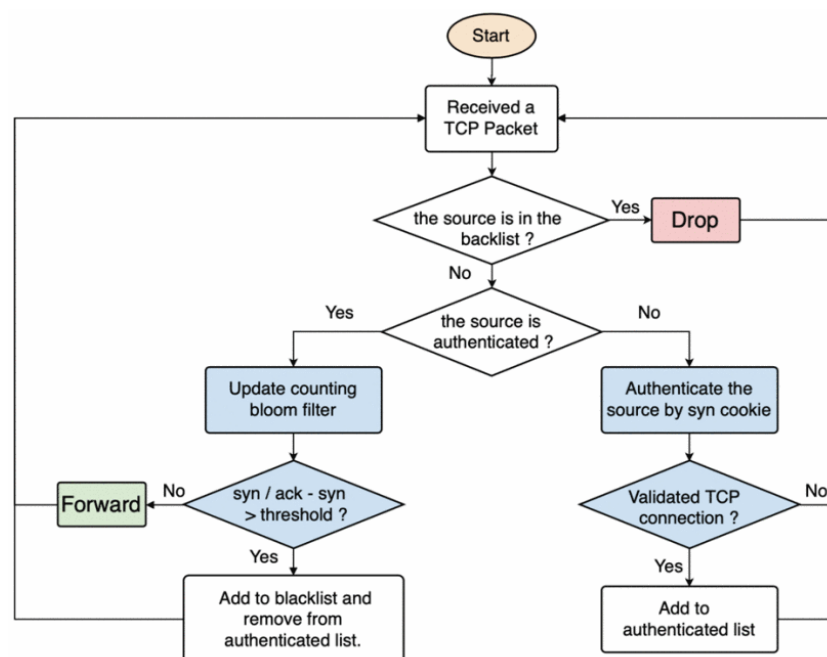 Start
Received a
TCP Packet
the source is in the
backlist ?
Yes
Drop
No
the source is
authenticated ?
Yes
No
Update counting
bloom filter
Authenticate the
source by syn cookie
Forward
No
syn / ack - syn
> threshold ?
Validated TCP
connection ?
No
Yes
Yes
Add to blacklist and
remove from
authenticated list.
Add to
authenticated list